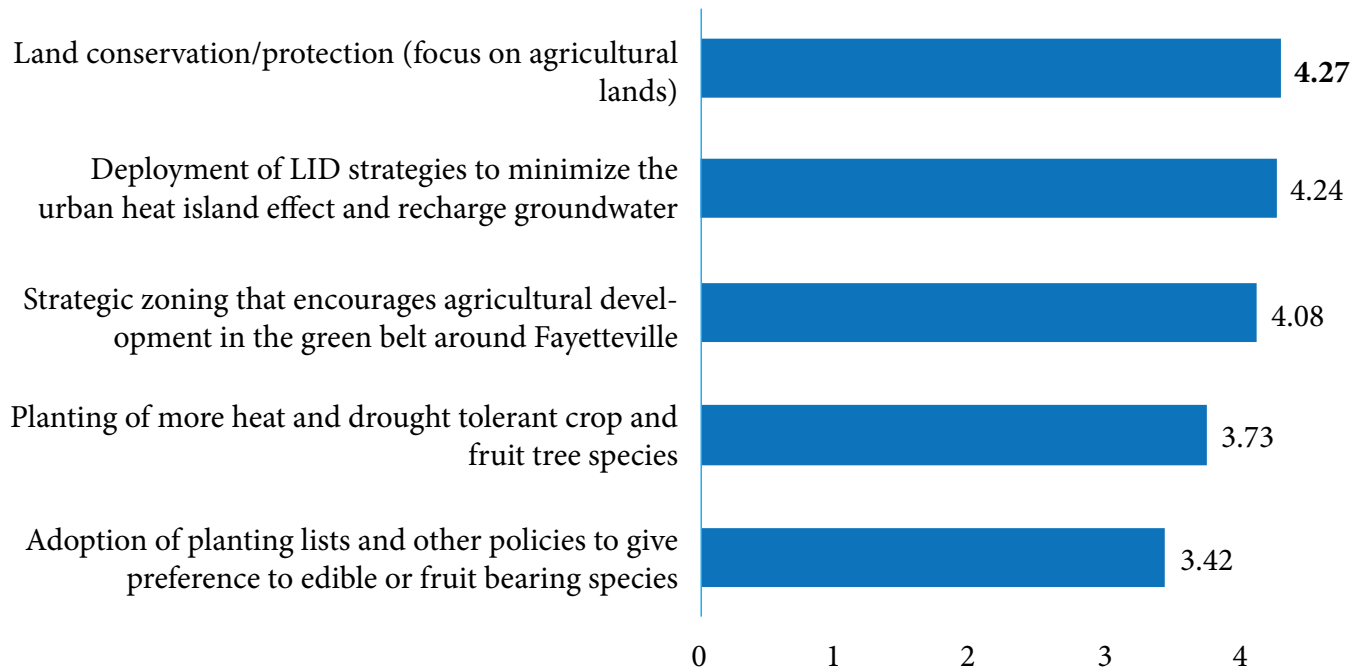 Land conservation/protection (focus on agricultural
lands)
4.27
Deployment of LID strategies to minimize the
urban heat island effect and recharge groundwater
4.24
Strategic zoning that encourages agricultural devel-
opment in the green belt around Fayetteville
4.08
Planting of more heat and drought tolerant crop and
fruit tree species
3.73
Adoption of planting lists and other policies to give
preference to edible or fruit bearing species
3.42
0 1 2 3 4